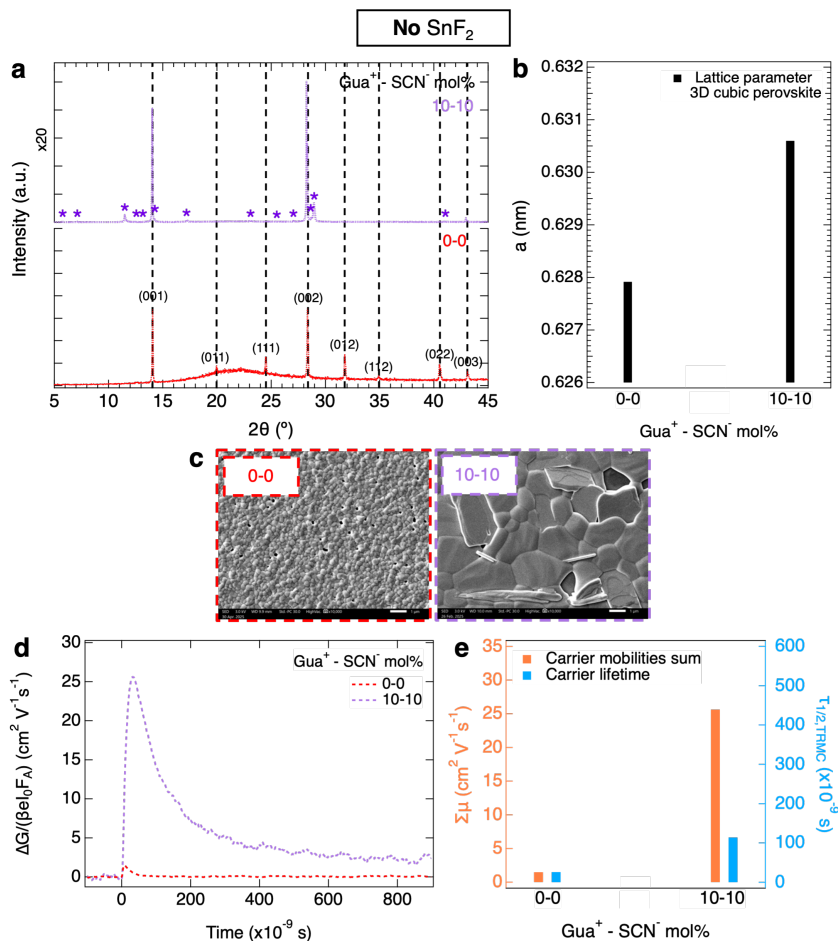 No SnF₂
a
Intensity (a.u.)
x20
Gua⁺ - SCN⁻ mol%
10-10
* * * * * * * * * * * * *
0-0
(001)
(011)
(111)
(002)
(012)
(112)
(022)
(003)
5 10 15 20 25 30 35 40 45
2θ (º)
b
Lattice parameter
3D cubic perovskite
a (nm)
0.632
0.631
0.630
0.629
0.628
0.627
0.626
0-0 10-10
Gua⁺ - SCN⁻ mol%
c
0-0
10-10
d
ΔG/(βeI₀F_A) (cm² V⁻¹s⁻¹)
30
25
20
15
10
5
0
Gua⁺ - SCN⁻ mol%
0-0
10-10
0 200 400 600 800
Time (x10⁻⁹ s)
e
Carrier mobilities sum
Carrier lifetime
Σμ (cm² V⁻¹s⁻¹)
35
30
25
20
15
10
5
0
600
500
400
300
200
100
0
τ₁/₂,TRMC (x10⁻⁹ s)
0-0 10-10
Gua⁺ - SCN⁻ mol%